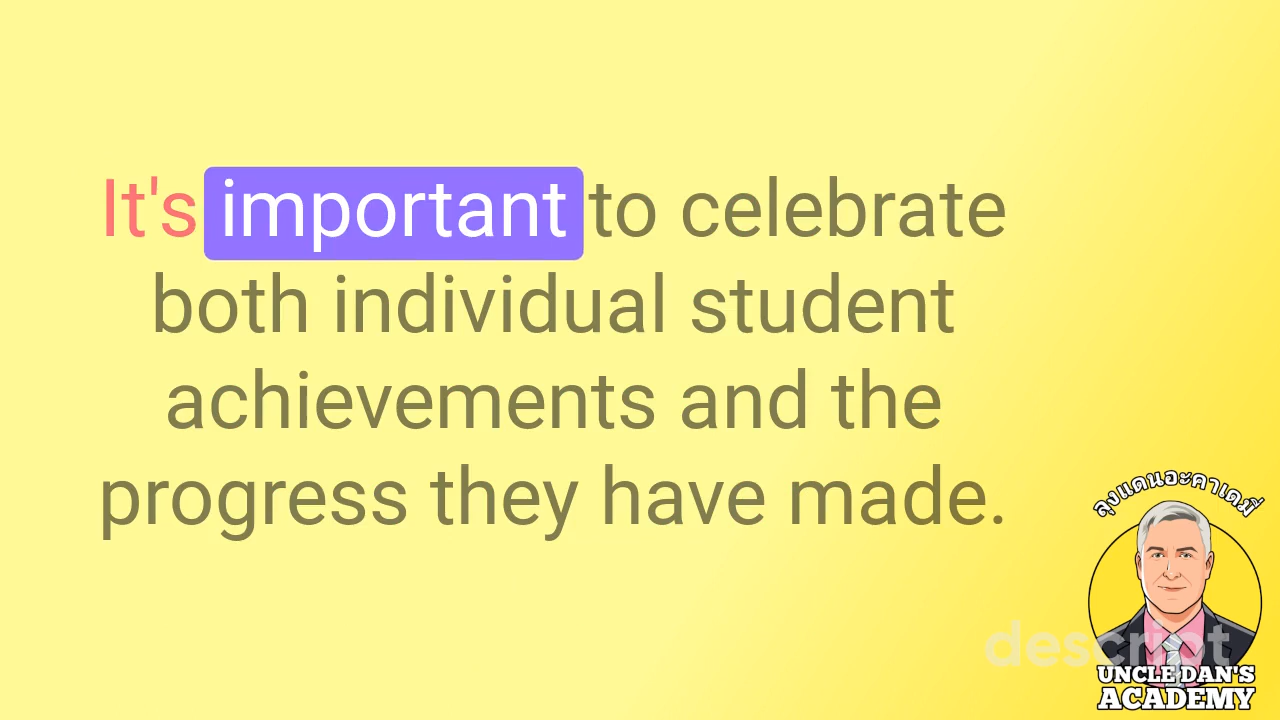 It's important to celebrate
both individual student
achievements and the
progress they have made.
ลุงแดนอะคาเดมี่
descript
UNCLE DAN'S
ACADEMY